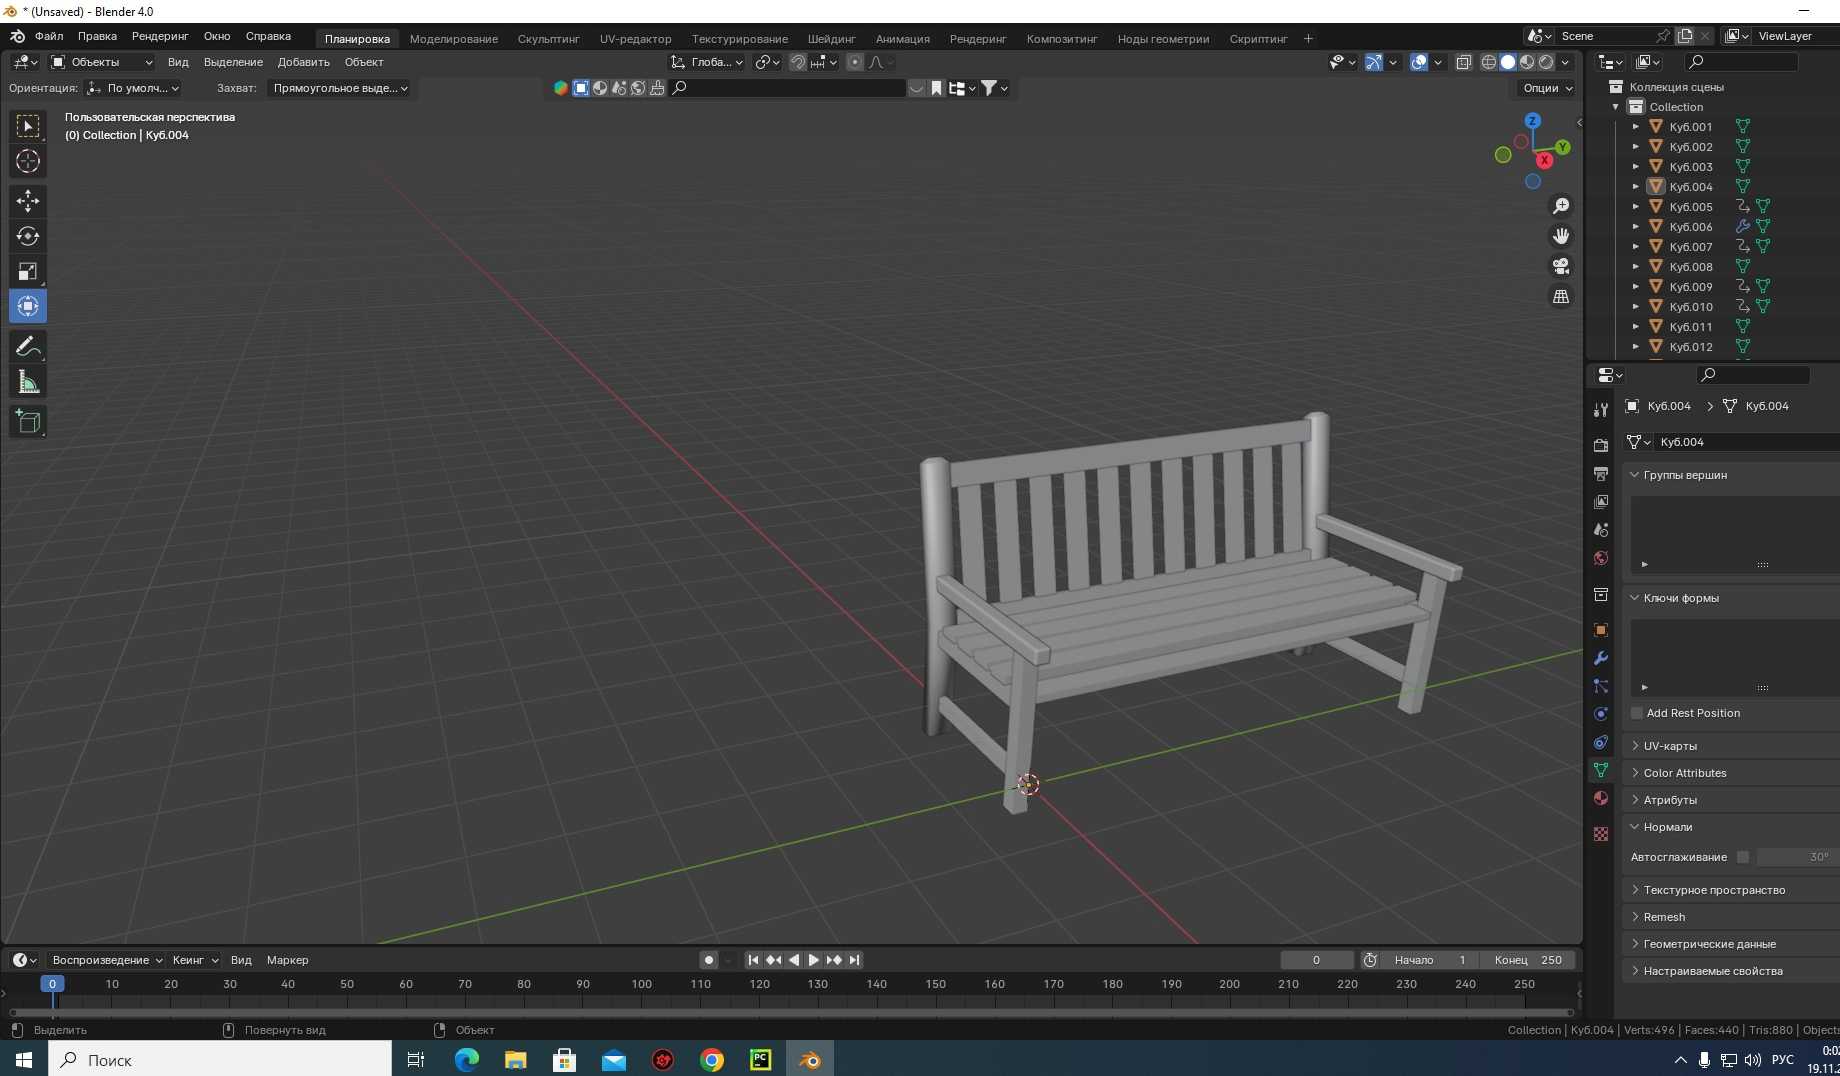 * (Unsaved) - Blender 4.0
Файл Правка Рендеринг Окно Справка Планировка Моделирование Скульптинг UV-редактор Текстурирование Шейдинг Анимация Рендеринг Композитинг Ноды геометрии Скриптинг + Scene ViewLayer
Объекты Вид Выделение Добавить Объект Глоба...
Ориентация: По умолч... Захват: Прямоугольное выде... Опции
Пользовательская перспектива
(0) Collection | Куб.004
Z
Y
X
Коллекция сцены
Collection
Куб.001
Куб.002
Куб.003
Куб.004
Куб.005
Куб.006
Куб.007
Куб.008
Куб.009
Куб.010
Куб.011
Куб.012
Куб.004 > Куб.004
Куб.004
Группы вершин
Ключи формы
Add Rest Position
UV-карты
Color Attributes
Атрибуты
Нормали
Автосглаживание 30°
Текстурное пространство
Remesh
Геометрические данные
Настраиваемые свойства
Воспроизведение Кеинг Вид Маркер 0 Начало 1 Конец 250
0 10 20 30 40 50 60 70 80 90 100 110 120 130 140 150 160 170 180 190 200 210 220 230 240 250
Выделить Повернуть вид Объект Collection | Куб.004 | Verts:496 | Faces:440 | Tris:880 | Objects
Поиск PC РУС 0:02
19.11.2